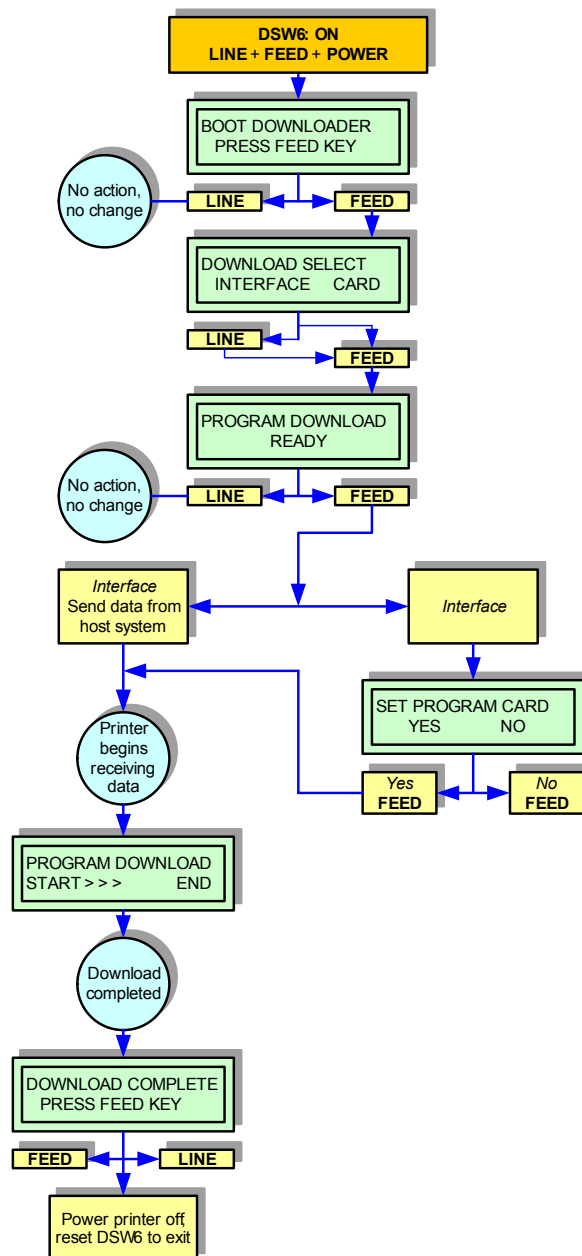 DSW6: ON
LINE + FEED + POWER
BOOT DOWNLOADER
PRESS FEED KEY
No action,
no change
LINE
FEED
DOWNLOAD SELECT
INTERFACE CARD
LINE
FEED
PROGRAM DOWNLOAD
READY
No action,
no change
LINE
FEED
Interface
Send data from
host system
Interface
SET PROGRAM CARD
YES NO
Printer
begins
receiving
data
Yes
FEED
No
FEED
PROGRAM DOWNLOAD
START > > > END
Download
completed
DOWNLOAD COMPLETE
PRESS FEED KEY
FEED
LINE
Power printer off,
reset DSW6 to exit